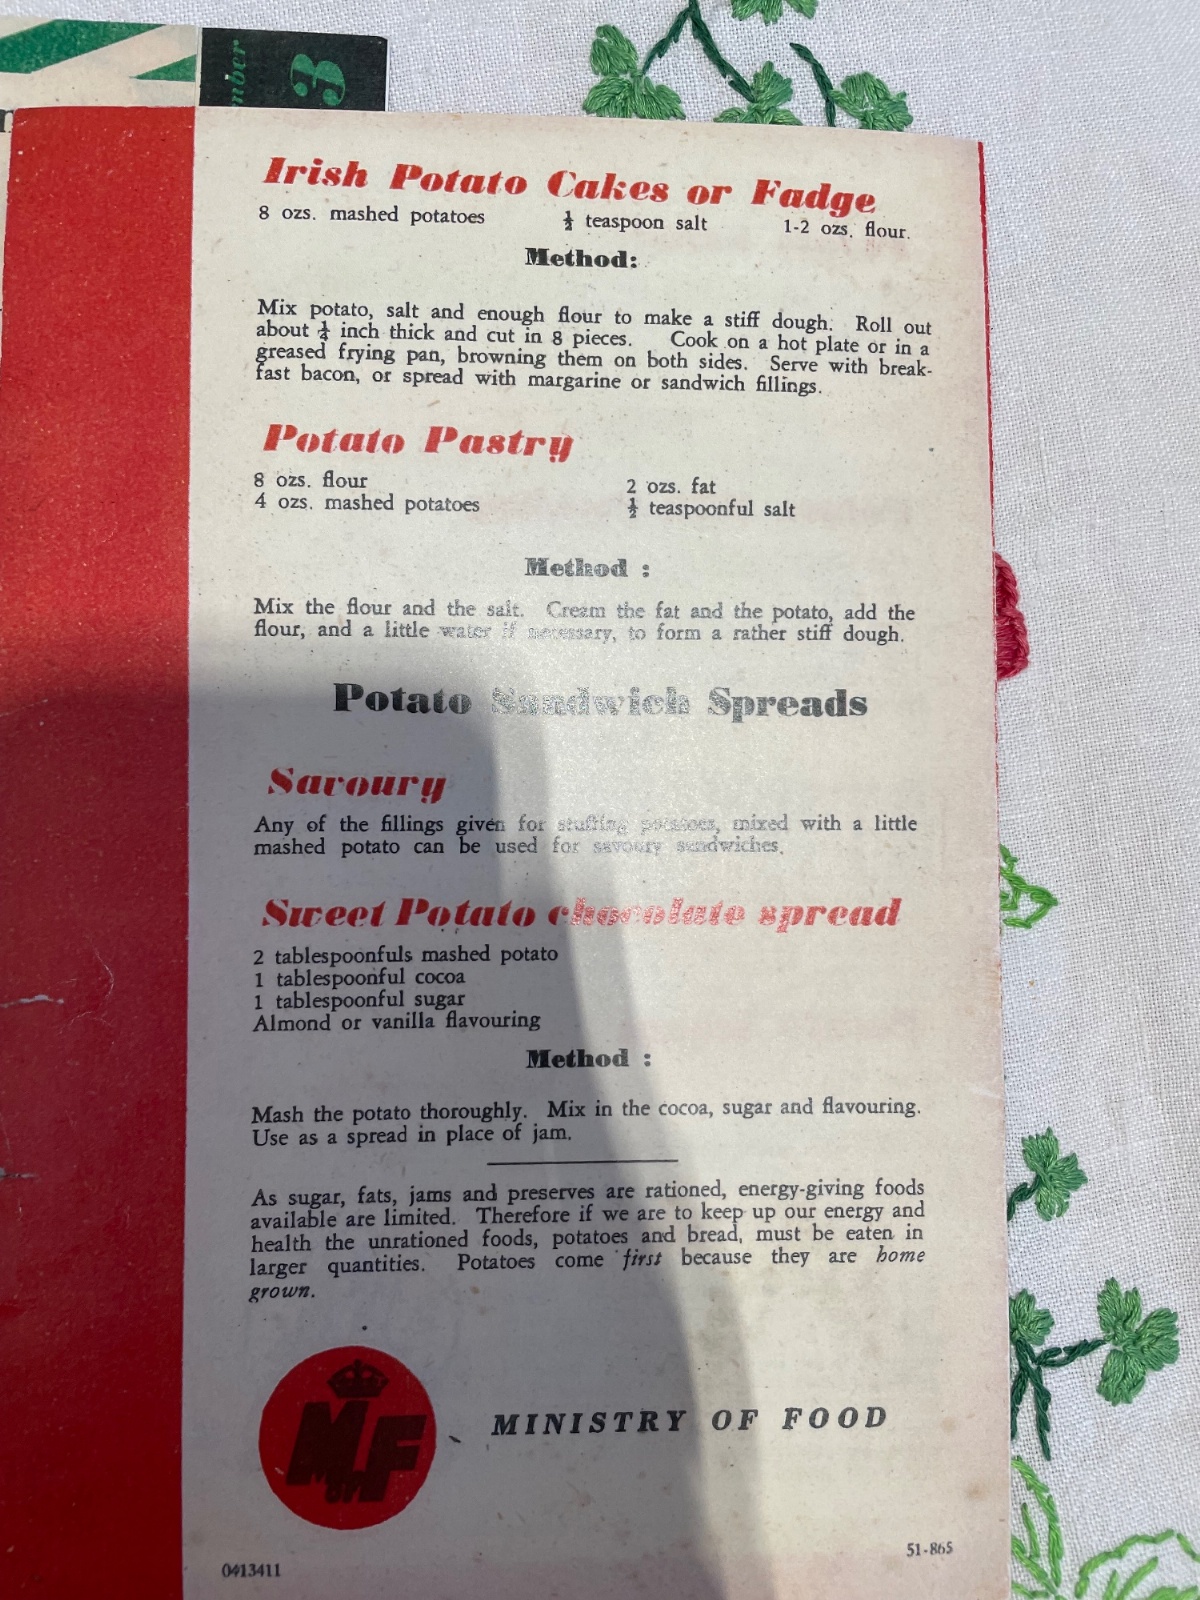 mber 3
Irish Potato Cakes or Fadge
8 ozs. mashed potatoes ½ teaspoon salt 1-2 ozs. flour.
Method:
Mix potato, salt and enough flour to make a stiff dough. Roll out
about ¼ inch thick and cut in 8 pieces. Cook on a hot plate or in a
greased frying pan, browning them on both sides. Serve with break-
fast bacon, or spread with margarine or sandwich fillings.
Potato Pastry
8 ozs. flour 2 ozs. fat
4 ozs. mashed potatoes ½ teaspoonful salt
Method :
Mix the flour and the salt. Cream the fat and the potato, add the
flour, and a little water if necessary, to form a rather stiff dough.
Potato Sandwich Spreads
Savoury
Any of the fillings given for stuffing potatoes, mixed with a little
mashed potato can be used for savoury sandwiches.
Sweet Potato chocolate spread
2 tablespoonfuls mashed potato
1 tablespoonful cocoa
1 tablespoonful sugar
Almond or vanilla flavouring
Method :
Mash the potato thoroughly. Mix in the cocoa, sugar and flavouring.
Use as a spread in place of jam.
As sugar, fats, jams and preserves are rationed, energy-giving foods
available are limited. Therefore if we are to keep up our energy and
health the unrationed foods, potatoes and bread, must be eaten in
larger quantities. Potatoes come first because they are home
grown.
MINISTRY OF FOOD
51-865
0413411